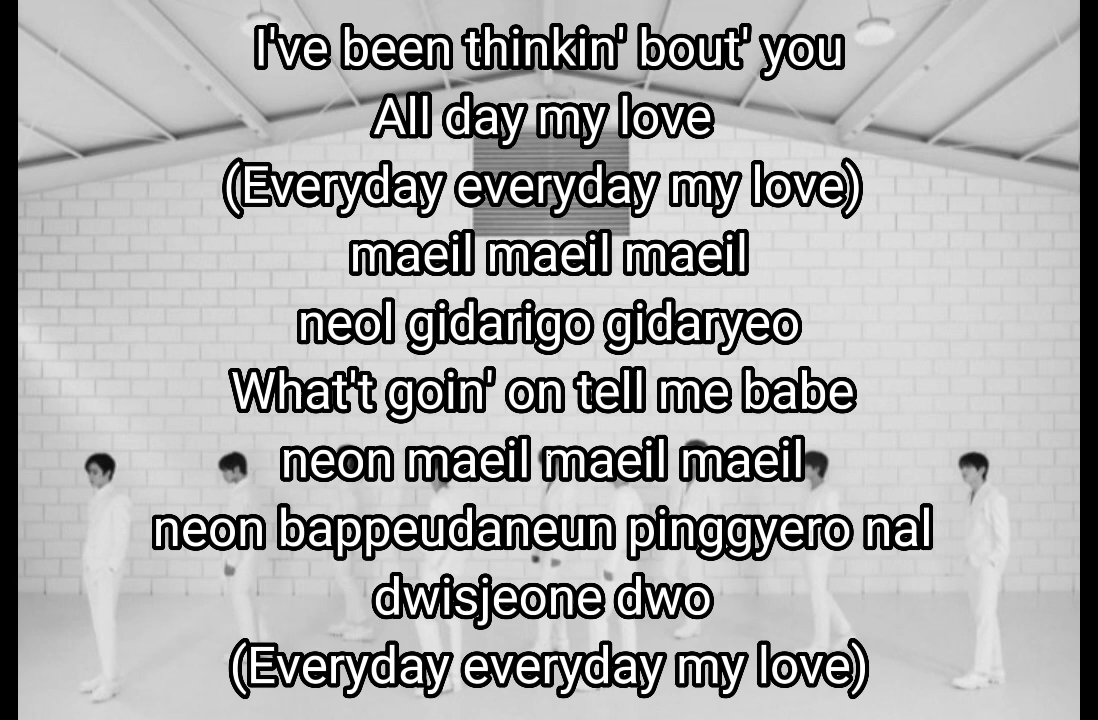 I've been thinkin' bout' you
All day my love
(Everyday everyday my love)
maeil maeil maeil
neol gidarigo gidaryeo
What't goin' on tell me babe
neon maeil maeil maeil
neon bappeudaneun pinggyero nal
dwisjeone dwo
(Everyday everyday my love)